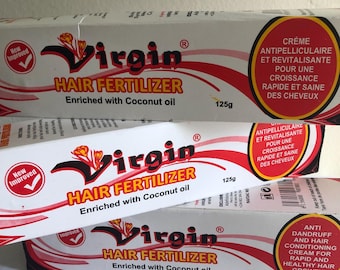 New
Improved
Virgin®
HAIR FERTILIZER
Enriched with Coconut oil
125g
CRÉME
ANTIPELLICULAIRE
ET REVITALISANTE
POUR UNE
CROISSANCE
RAPIDE ET SAINE
DES CHEVEUX
New
Improved
Virgin®
HAIR FERTILIZER
Enriched with Coconut oil
125g
CRÉME
ANTIPELLICULAIRE
ET REVITALISANTE
POUR UNE
CROISSANCE
RAPIDE ET SAINE
DES CHEVEUX
Virgin®
HAIR FERTILIZER
Enriched with Coconut oil
125g
ANTI
DANDRUFF
AND HAIR
CONDITIONING
CREAM FOR
RAPID AND
HEALTHY HAIR